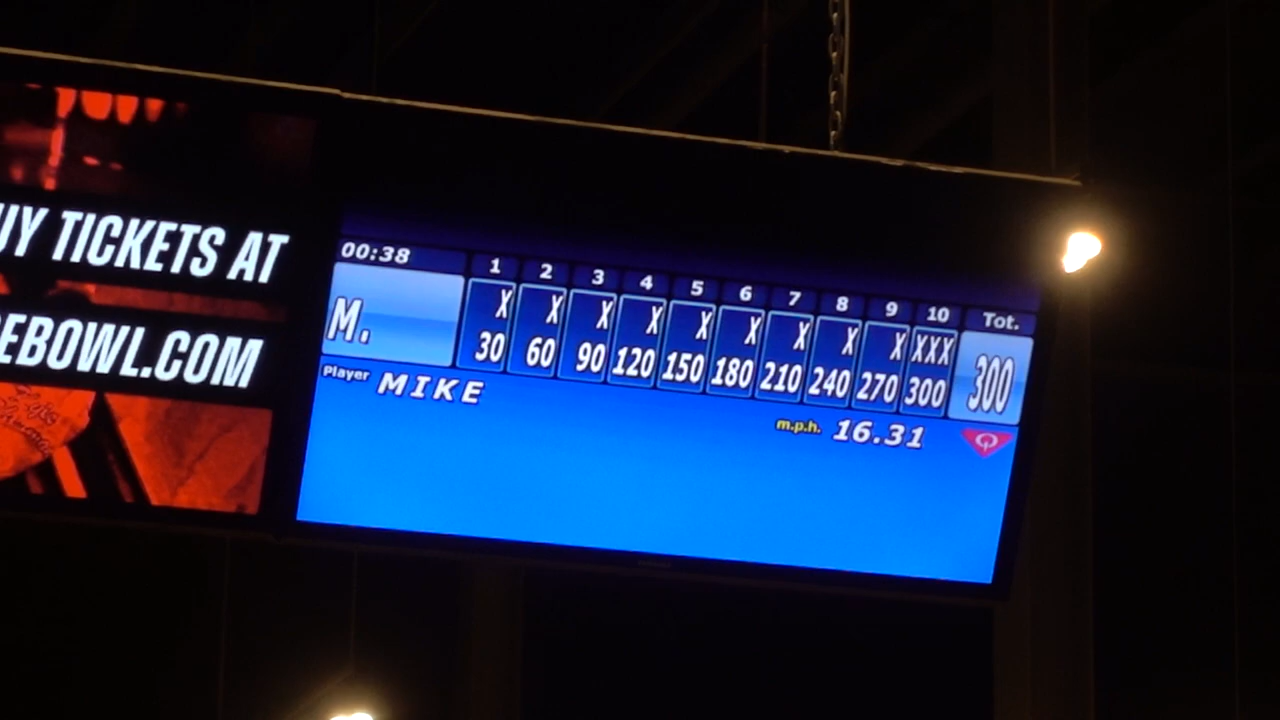 UY TICKETS AT
EBOWL.COM
00:38 1 2 3 4 5 6 7 8 9 10 Tot.
M. X X X X X X X X X XXX 300
30 60 90 120 150 180 210 240 270 300
Player MIKE
m.p.h. 16.31